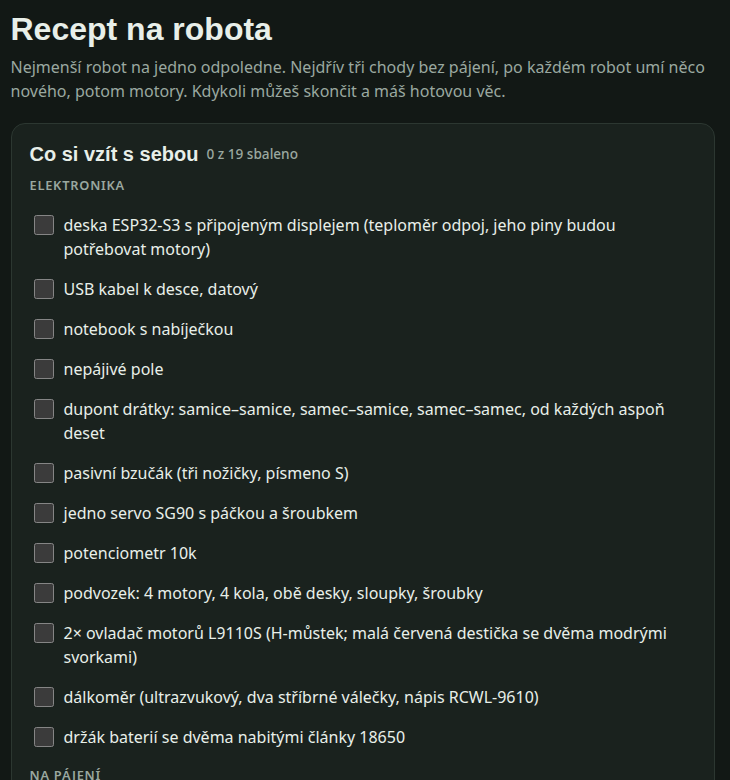 Recept na robota
Nejmenší robot na jedno odpoledne. Nejdřív tři chody bez pájení, po každém robot umí něco
nového, potom motory. Kdykoli můžeš skončit a máš hotovou věc.
Co si vzít s sebou 0 z 19 sbaleno
ELEKTRONIKA
deska ESP32-S3 s připojeným displejem (teploměr odpoj, jeho piny budou
potřebovat motory)
USB kabel k desce, datový
notebook s nabíječkou
nepájivé pole
dupont drátky: samice–samice, samec–samice, samec–samec, od každých aspoň
deset
pasivní bzučák (tři nožičky, písmeno S)
jedno servo SG90 s páčkou a šroubkem
potenciometr 10k
podvozek: 4 motory, 4 kola, obě desky, sloupky, šroubky
2× ovladač motorů L9110S (H-můstek; malá červená destička se dvěma modrými
svorkami)
dálkoměr (ultrazvukový, dva stříbrné válečky, nápis RCWL-9610)
držák baterií se dvěma nabitými články 18650
NA PÁJENÍ